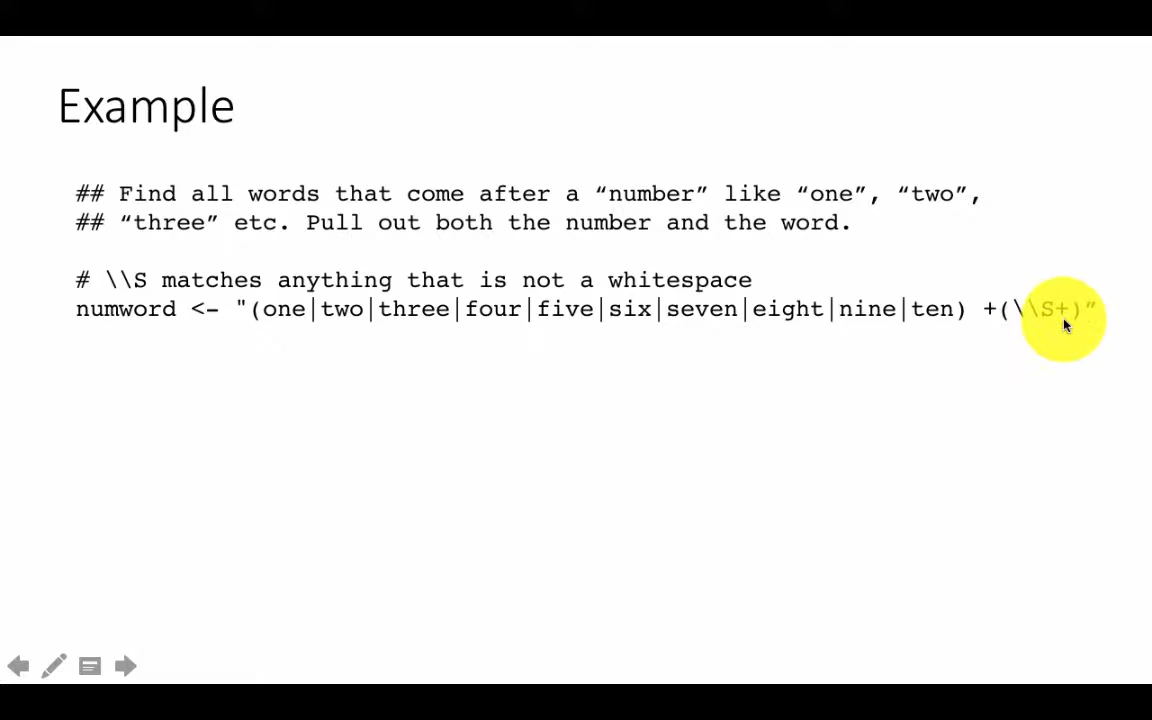 Example
## Find all words that come after a “number” like “one”, “two”,
## “three” etc. Pull out both the number and the word.
# \\S matches anything that is not a whitespace
numword <- "(one|two|three|four|five|six|seven|eight|nine|ten) +(\\S+)”